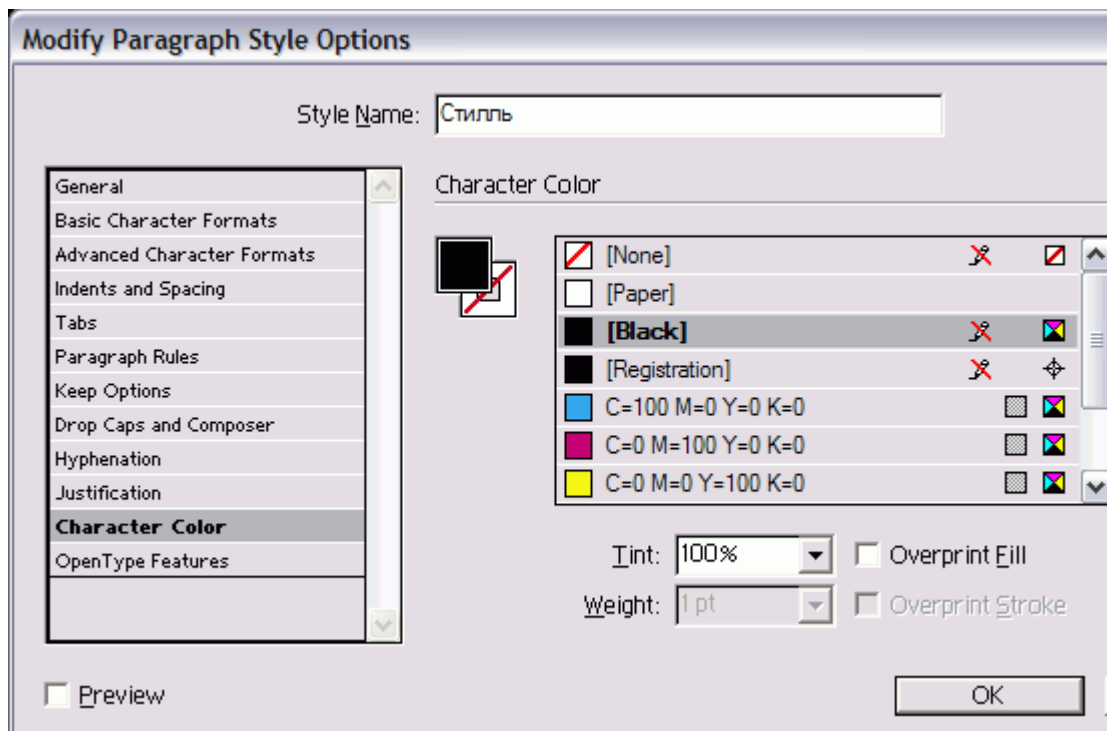 Modify Paragraph Style Options
Style Name: Стилль
General
Basic Character Formats
Advanced Character Formats
Indents and Spacing
Tabs
Paragraph Rules
Keep Options
Drop Caps and Composer
Hyphenation
Justification
Character Color
OpenType Features
Character Color
[None]
[Paper]
[Black]
[Registration]
C=100 M=0 Y=0 K=0
C=0 M=100 Y=0 K=0
C=0 M=0 Y=100 K=0
Tint: 100% Overprint Fill
Weight: 1 pt Overprint Stroke
Preview
OK